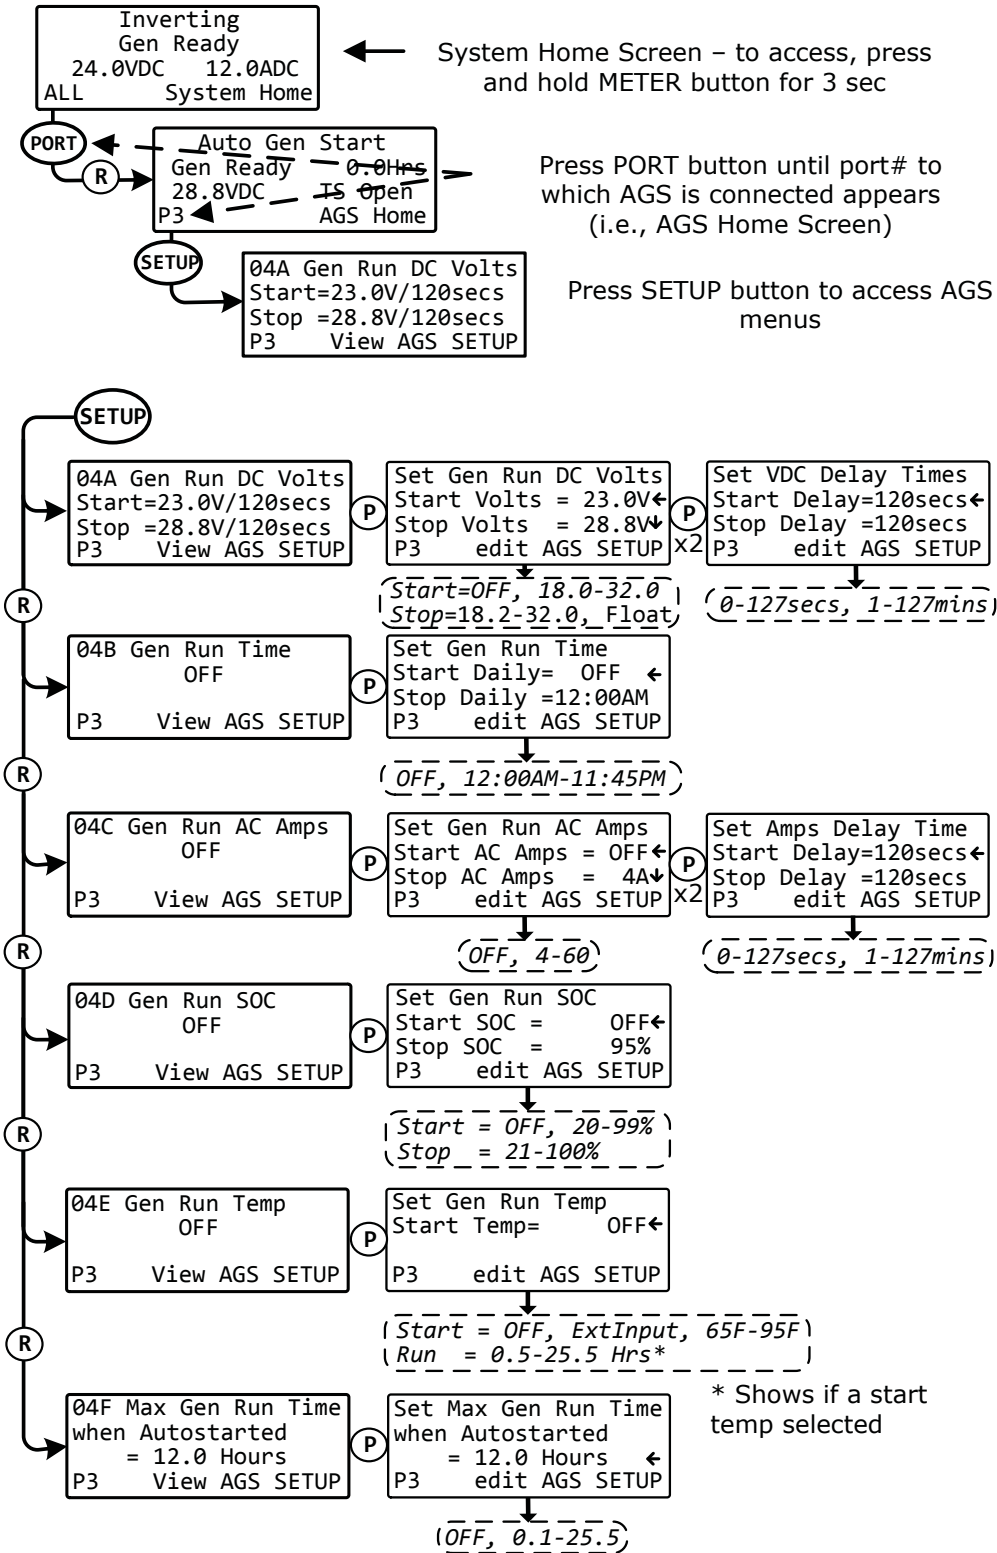 Inverting
Gen Ready
24.0VDC 12.0ADC
ALL System Home
System Home Screen – to access, press
and hold METER button for 3 sec
PORT
R
Auto Gen Start
Gen Ready 0.0Hrs
28.8VDC TS Open
P3 AGS Home
Press PORT button until port# to
which AGS is connected appears
(i.e., AGS Home Screen)
SETUP
04A Gen Run DC Volts
Start=23.0V/120secs
Stop =28.8V/120secs
P3 View AGS SETUP
Press SETUP button to access AGS
menus
SETUP
04A Gen Run DC Volts
Start=23.0V/120secs
Stop =28.8V/120secs
P3 View AGS SETUP
P
Set Gen Run DC Volts
Start Volts = 23.0V←
Stop Volts = 28.8V↓
P3 edit AGS SETUP
P
x2
Set VDC Delay Times
Start Delay=120secs←
Stop Delay =120secs
P3 edit AGS SETUP
Start=OFF, 18.0-32.0
Stop=18.2-32.0, Float
0-127secs, 1-127mins
R
04B Gen Run Time
OFF
P3 View AGS SETUP
P
Set Gen Run Time
Start Daily= OFF ←
Stop Daily =12:00AM
P3 edit AGS SETUP
OFF, 12:00AM-11:45PM
R
04C Gen Run AC Amps
OFF
P3 View AGS SETUP
P
Set Gen Run AC Amps
Start AC Amps = OFF←
Stop AC Amps = 4A↓
P3 edit AGS SETUP
P
x2
Set Amps Delay Time
Start Delay=120secs←
Stop Delay =120secs
P3 edit AGS SETUP
OFF, 4-60
0-127secs, 1-127mins
R
04D Gen Run SOC
OFF
P3 View AGS SETUP
P
Set Gen Run SOC
Start SOC = OFF←
Stop SOC = 95%
P3 edit AGS SETUP
Start = OFF, 20-99%
Stop = 21-100%
R
04E Gen Run Temp
OFF
P3 View AGS SETUP
P
Set Gen Run Temp
Start Temp= OFF←
P3 edit AGS SETUP
Start = OFF, ExtInput, 65F-95F
Run = 0.5-25.5 Hrs*
R
* Shows if a start
temp selected
04F Max Gen Run Time
when Autostarted
= 12.0 Hours
P3 View AGS SETUP
P
Set Max Gen Run Time
when Autostarted
= 12.0 Hours ←
P3 edit AGS SETUP
OFF, 0.1-25.5